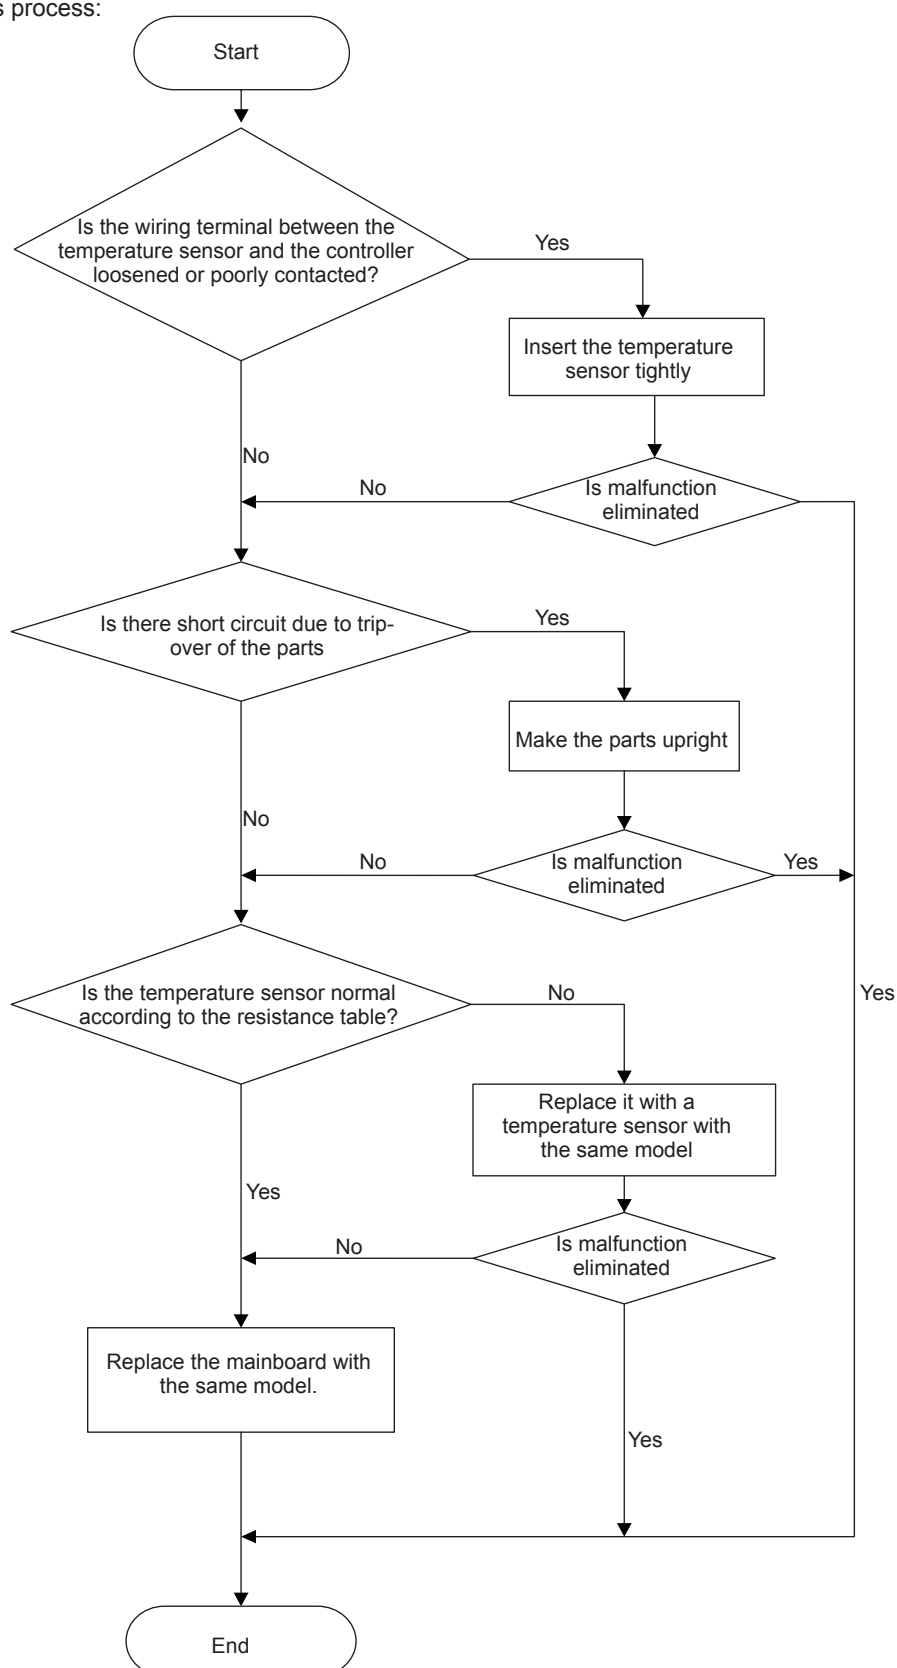 s process:
Start
Is the wiring terminal between the
temperature sensor and the controller
loosened or poorly contacted?
Yes
Insert the temperature
sensor tightly
No
No
Is malfunction
eliminated
Is there short circuit due to trip-
over of the parts
Yes
Make the parts upright
No
No
Is malfunction
eliminated
Yes
Is the temperature sensor normal
according to the resistance table?
No
Yes
Replace it with a
temperature sensor with
the same model
Yes
No
Is malfunction
eliminated
Replace the mainboard with
the same model.
Yes
End